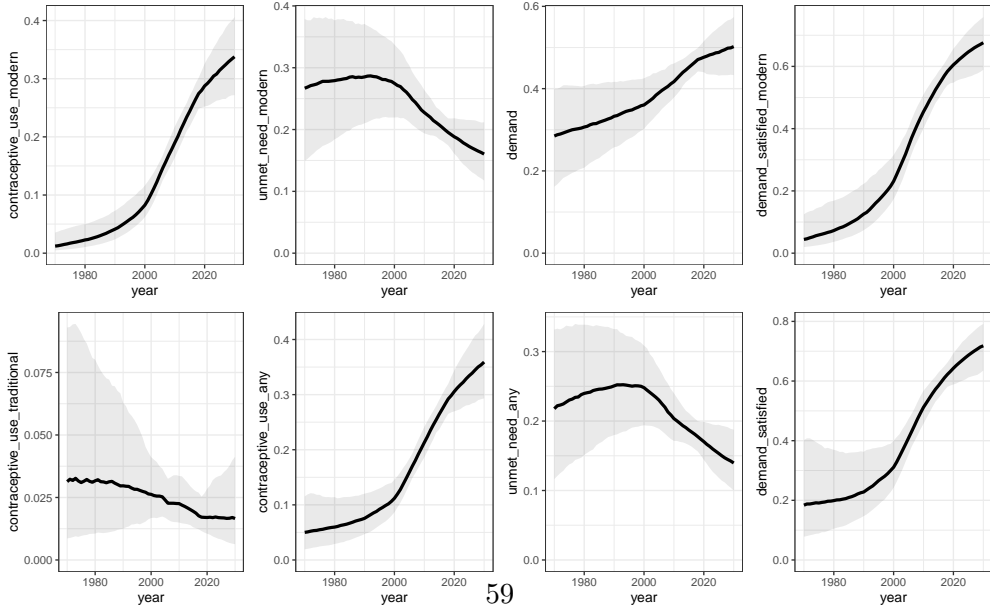 contraceptive_use_modern
0.4
0.3
0.2
0.1
0.0
1980 2000 2020
year
unmet_need_modern
0.4
0.3
0.2
0.1
0.0
1980 2000 2020
year
demand
0.6
0.4
0.2
0.0
1980 2000 2020
year
demand_satisfied_modern
0.6
0.4
0.2
0.0
1980 2000 2020
year
contraceptive_use_traditional
0.075
0.050
0.025
0.000
1980 2000 2020
year
contraceptive_use_any
0.4
0.3
0.2
0.1
0.0
1980 2000 2020
year
unmet_need_any
0.3
0.2
0.1
0.0
1980 2000 2020
year
demand_satisfied
0.8
0.6
0.4
0.2
0.0
1980 2000 2020
year
59